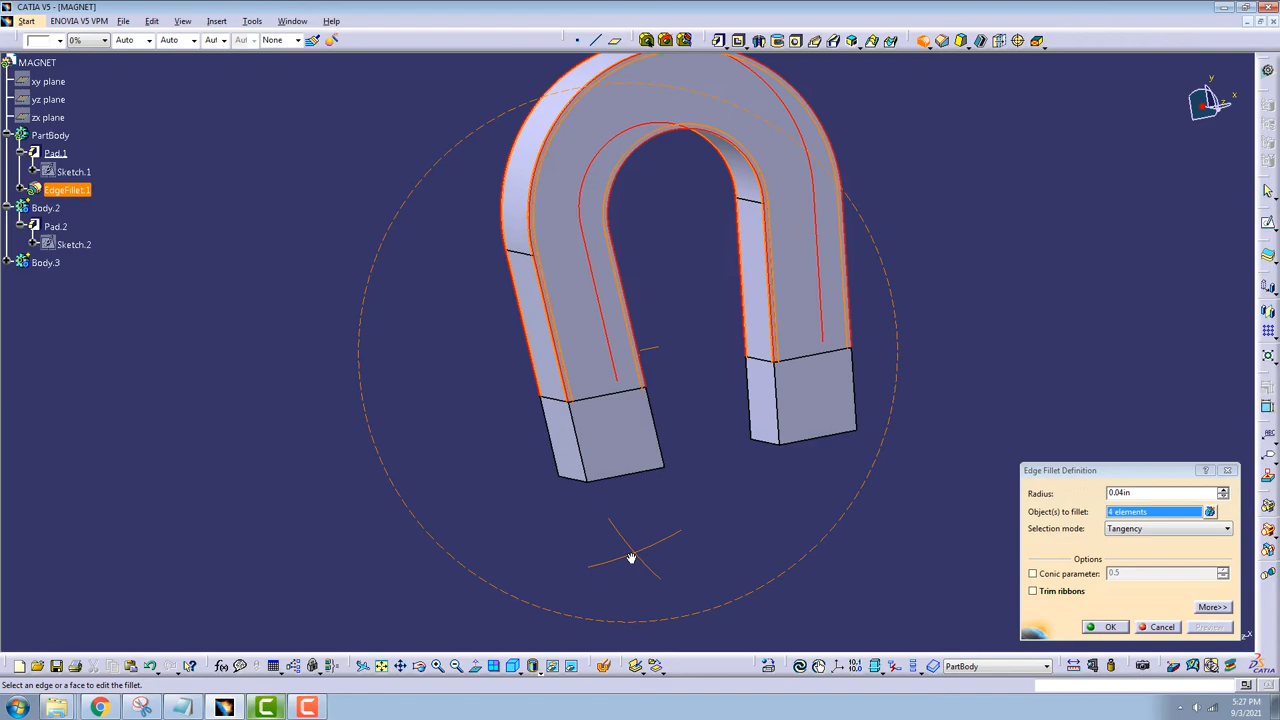 CATIA V5 - [MAGNET]
Start ENOVIA V5 VPM File Edit View Insert Tools Window Help
0% Auto Auto Aut Aut None
MAGNET
xy plane
yz plane
zx plane
PartBody
Pad.1
Sketch.1
EdgeFillet.1
Body.2
Pad.2
Sketch.2
Body.3
y
x
z
Edge Fillet Definition
Radius: 0.04in
Object(s) to fillet: 4 elements
Selection mode: Tangency
Options
Conic parameter: 0.5
Trim ribbons
More>>
OK Cancel Preview
PartBody
CATIA
Select an edge or a face to edit the fillet.
5:27 PM
9/3/2021